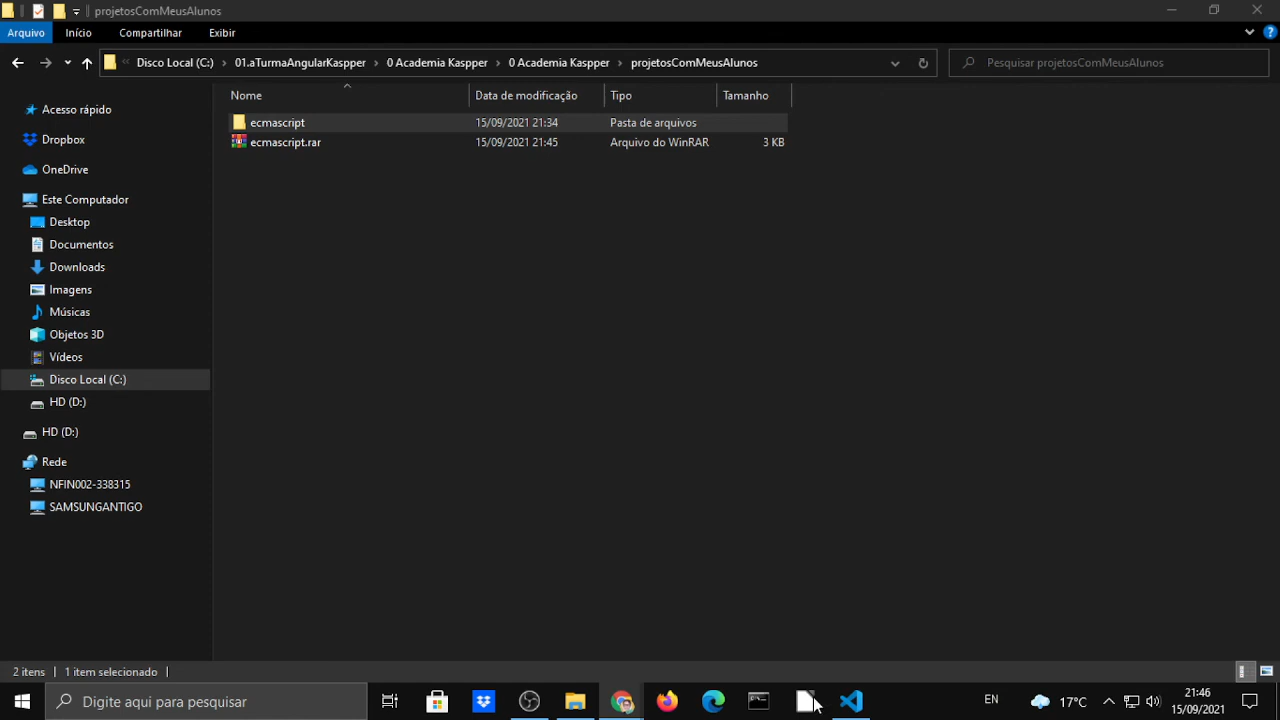 projetosComMeusAlunos
Arquivo Início Compartilhar Exibir
Disco Local (C:) 01.aTurmaAngularKaspper 0 Academia Kaspper 0 Academia Kaspper projetosComMeusAlunos Pesquisar projetosComMeusAlunos
Nome Data de modificação Tipo Tamanho
ecmascript 15/09/2021 21:34 Pasta de arquivos
ecmascript.rar 15/09/2021 21:45 Arquivo do WinRAR 3 KB
Acesso rápido
Dropbox
OneDrive
Este Computador
Desktop
Documentos
Downloads
Imagens
Músicas
Objetos 3D
Vídeos
Disco Local (C:)
HD (D:)
HD (D:)
Rede
NFIN002-338315
SAMSUNGANTIGO
2 itens 1 item selecionado
Digite aqui para pesquisar
EN
17°C
21:46
15/09/2021